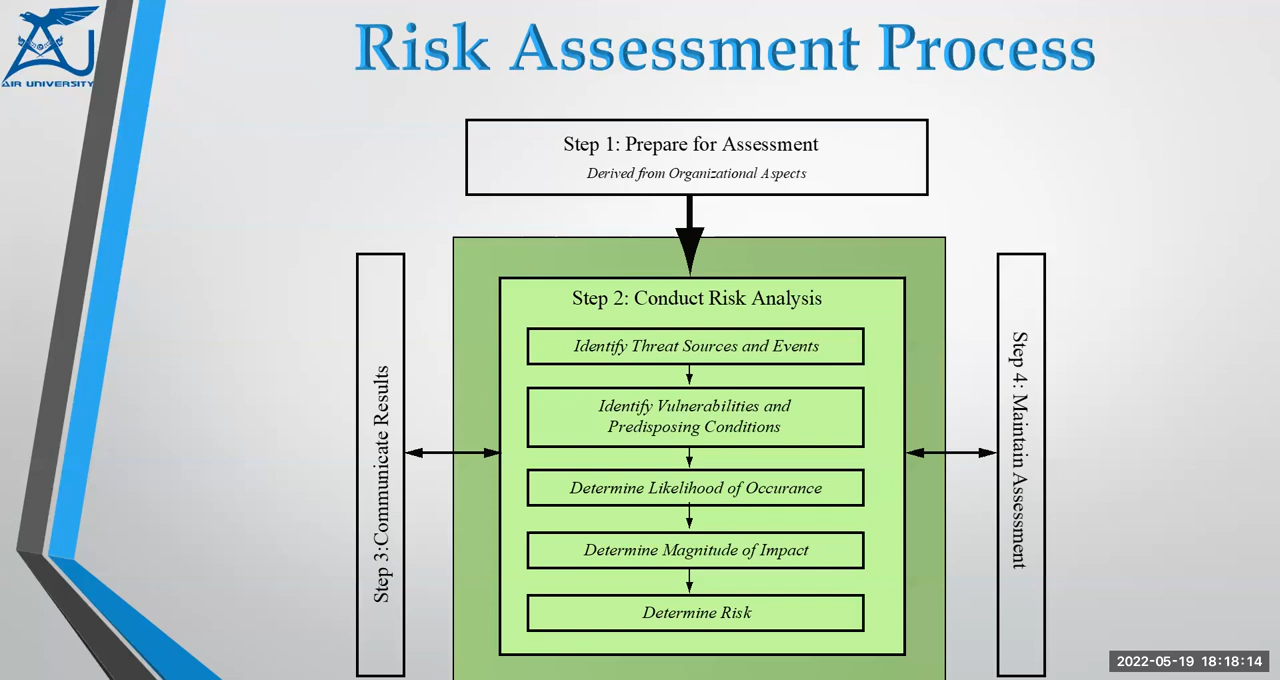 AIR UNIVERSITY
Risk Assessment Process
Step 1: Prepare for Assessment
Derived from Organizational Aspects
Step 2: Conduct Risk Analysis
Identify Threat Sources and Events
Identify Vulnerabilities and
Predisposing Conditions
Determine Likelihood of Occurance
Determine Magnitude of Impact
Determine Risk
Step 3:Communicate Results
Step 4: Maintain Assessment
2022-05-19 18:18:14